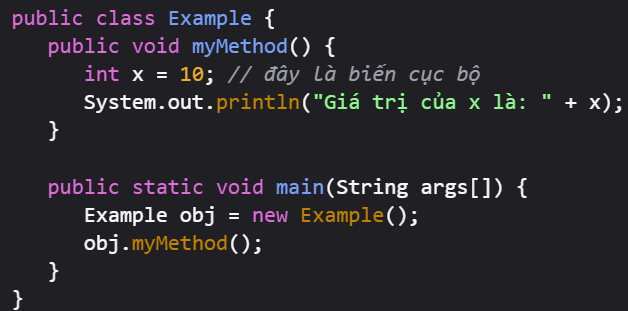 public class Example {
public void myMethod() {
int x = 10; // đây là biến cục bộ
System.out.println("Giá trị của x là: " + x);
}
public static void main(String args[]) {
Example obj = new Example();
obj.myMethod();
}
}